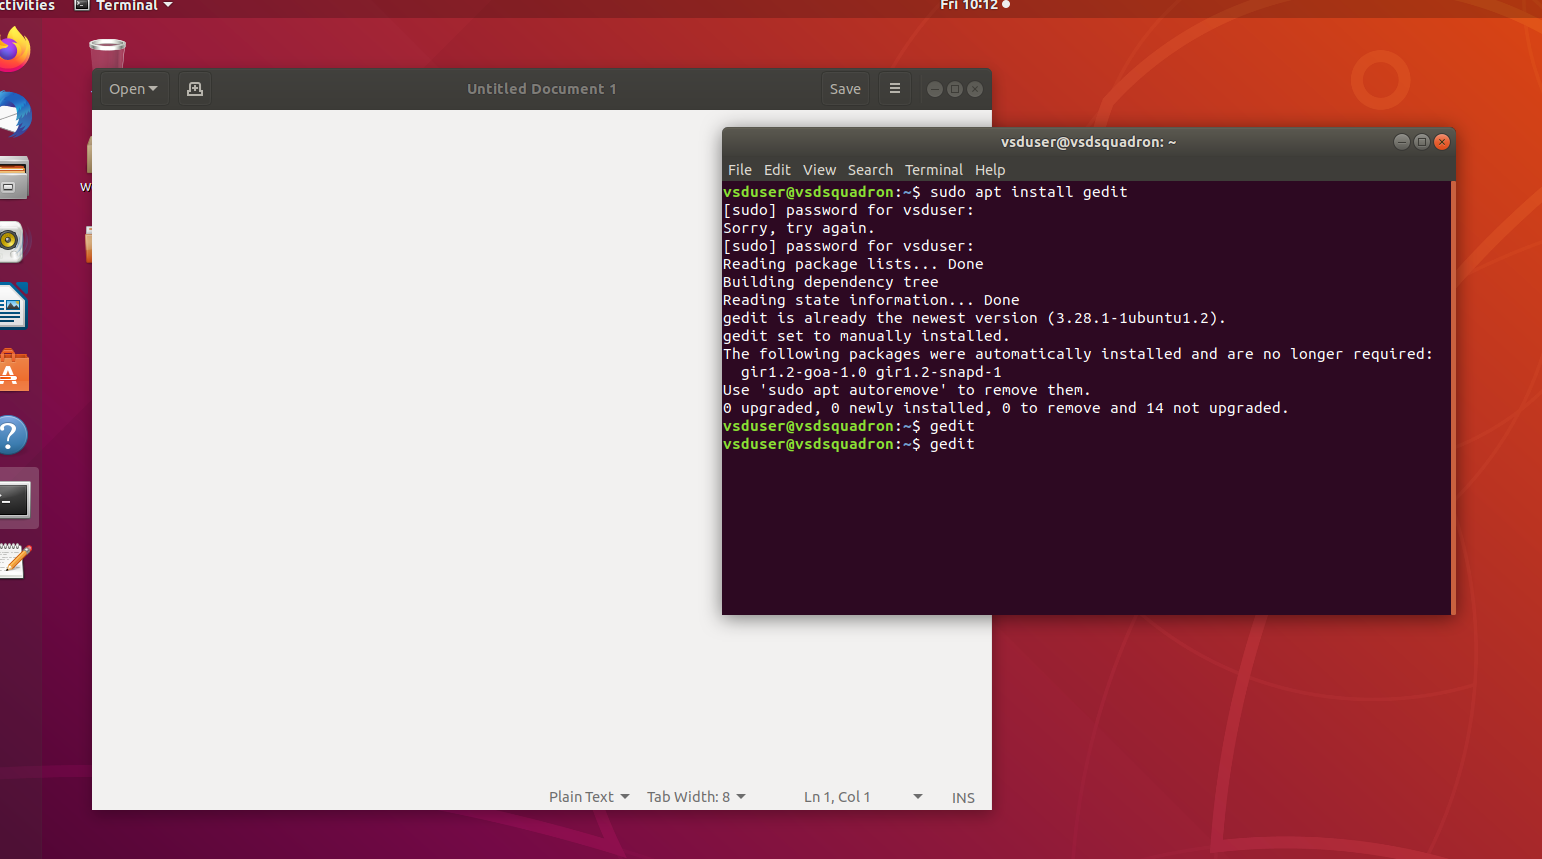 ctivities Terminal Fri 10:12
Open Untitled Document 1 Save
vsduser@vsdsquadron: ~
File Edit View Search Terminal Help
vsduser@vsdsquadron:~$ sudo apt install gedit
[sudo] password for vsduser:
Sorry, try again.
[sudo] password for vsduser:
Reading package lists... Done
Building dependency tree
Reading state information... Done
gedit is already the newest version (3.28.1-1ubuntu1.2).
gedit set to manually installed.
The following packages were automatically installed and are no longer required:
  gir1.2-goa-1.0 gir1.2-snapd-1
Use 'sudo apt autoremove' to remove them.
0 upgraded, 0 newly installed, 0 to remove and 14 not upgraded.
vsduser@vsdsquadron:~$ gedit
vsduser@vsdsquadron:~$ gedit
Plain Text Tab Width: 8 Ln 1, Col 1 INS